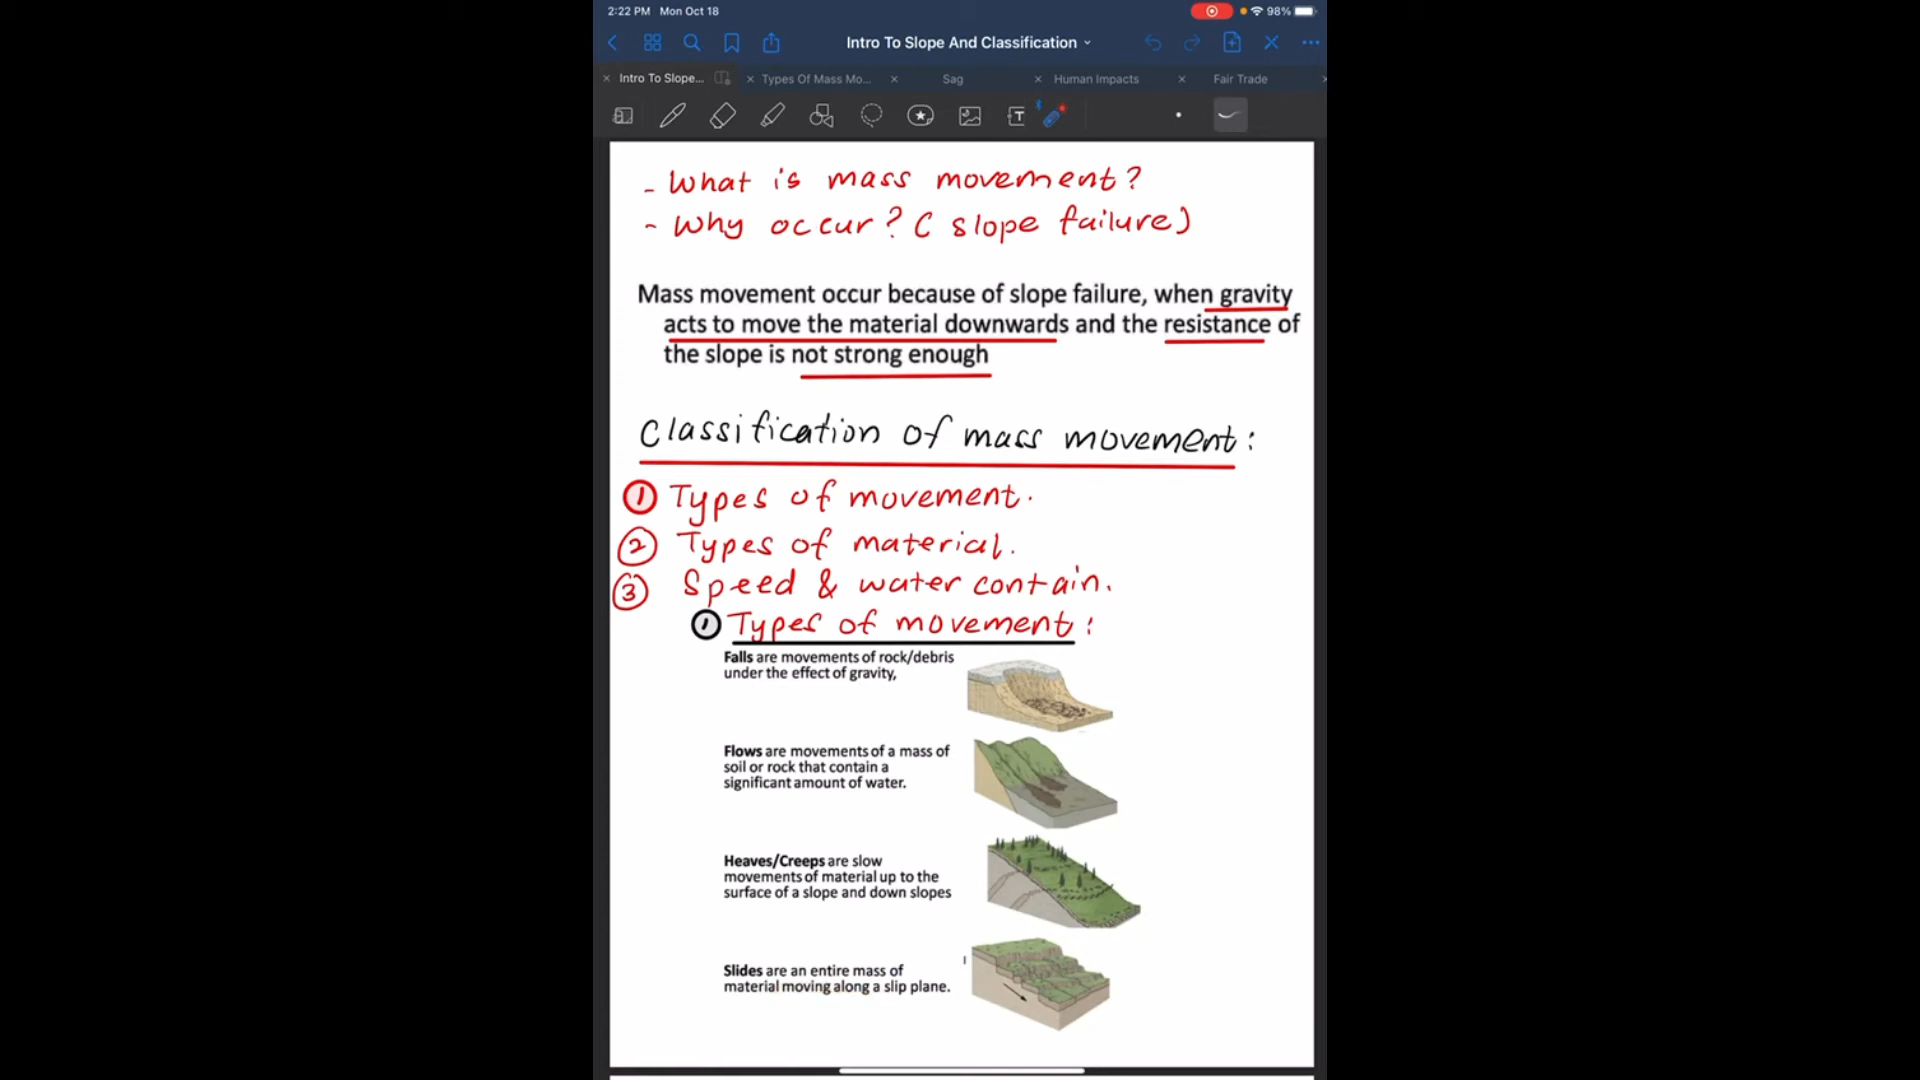 2:22 PM Mon Oct 18
98%
Intro To Slope And Classification
Intro To Slope...
Types Of Mass Mo...
Sag
Human Impacts
Fair Trade
- What is mass movement?
- Why occur? ( slope failure)
Mass movement occur because of slope failure, when gravity
acts to move the material downwards and the resistance of
the slope is not strong enough
Classification of mass movement:
① Types of movement.
② Types of material.
③ Speed & water contain.
① Types of movement:
Falls are movements of rock/debris
under the effect of gravity,
Flows are movements of a mass of
soil or rock that contain a
significant amount of water.
Heaves/Creeps are slow
movements of material up to the
surface of a slope and down slopes
Slides are an entire mass of
material moving along a slip plane.